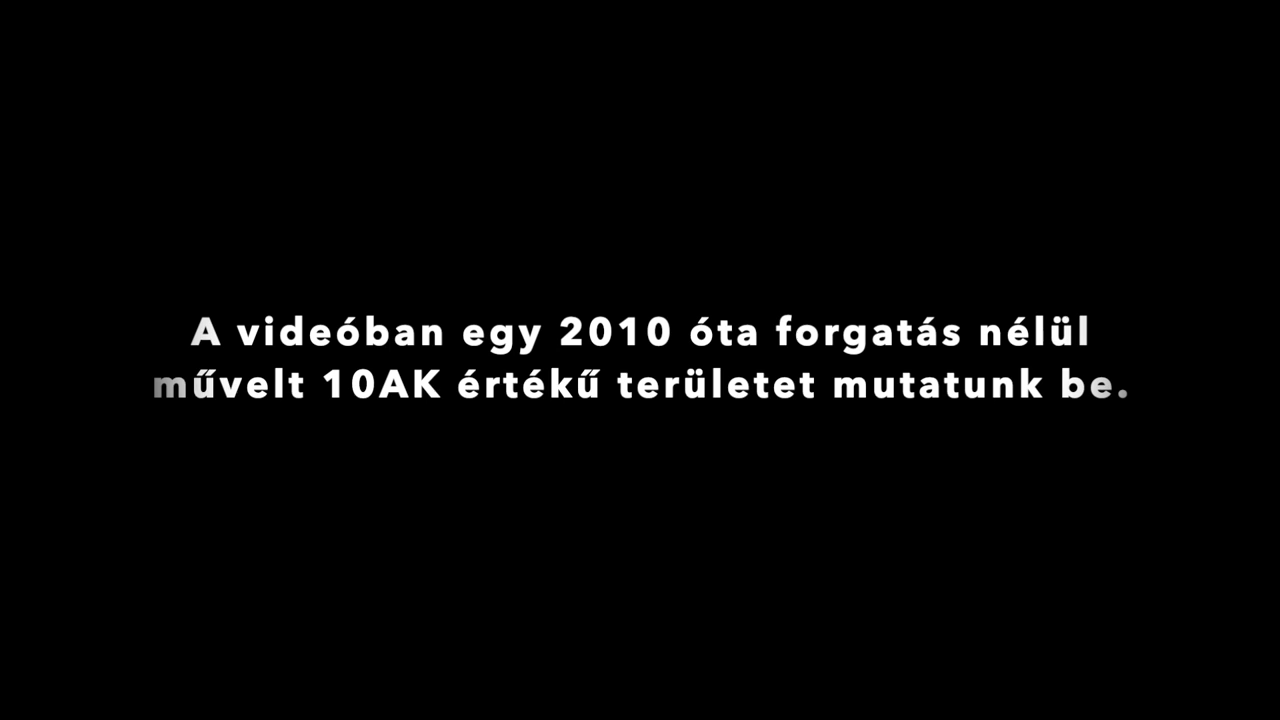 A videóban egy 2010 óta forgatás nélül
művelt 10AK értékű területet mutatunk be.